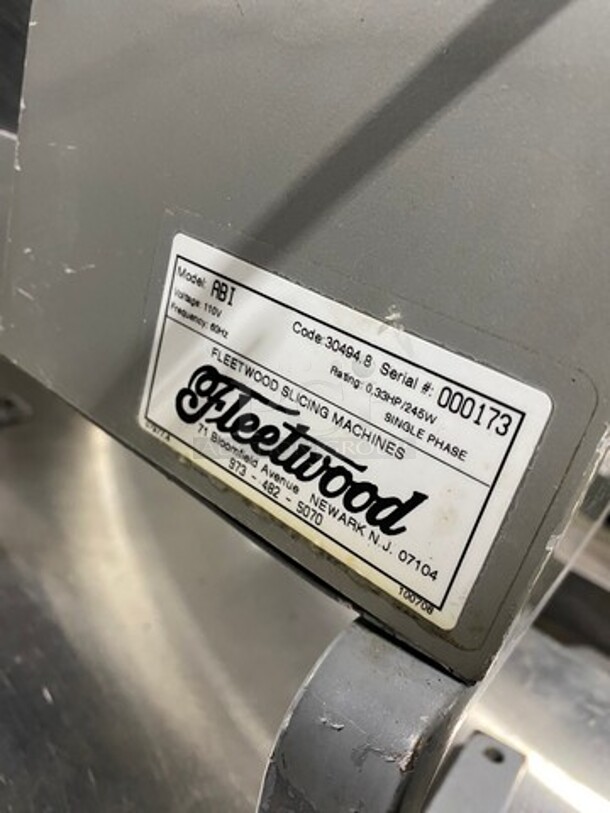 Model: ABI
Code: 30494.8 Serial #: 000173
Voltage: 110V
Rating: 0,33HP/245W
Frequency: 60Hz
SINGLE PHASE
FLEETWOOD SLICING MACHINES
Fleetwood
71 Bloomfield Avenue NEWARK N.J. 07104
973 - 482 - 5070
100708